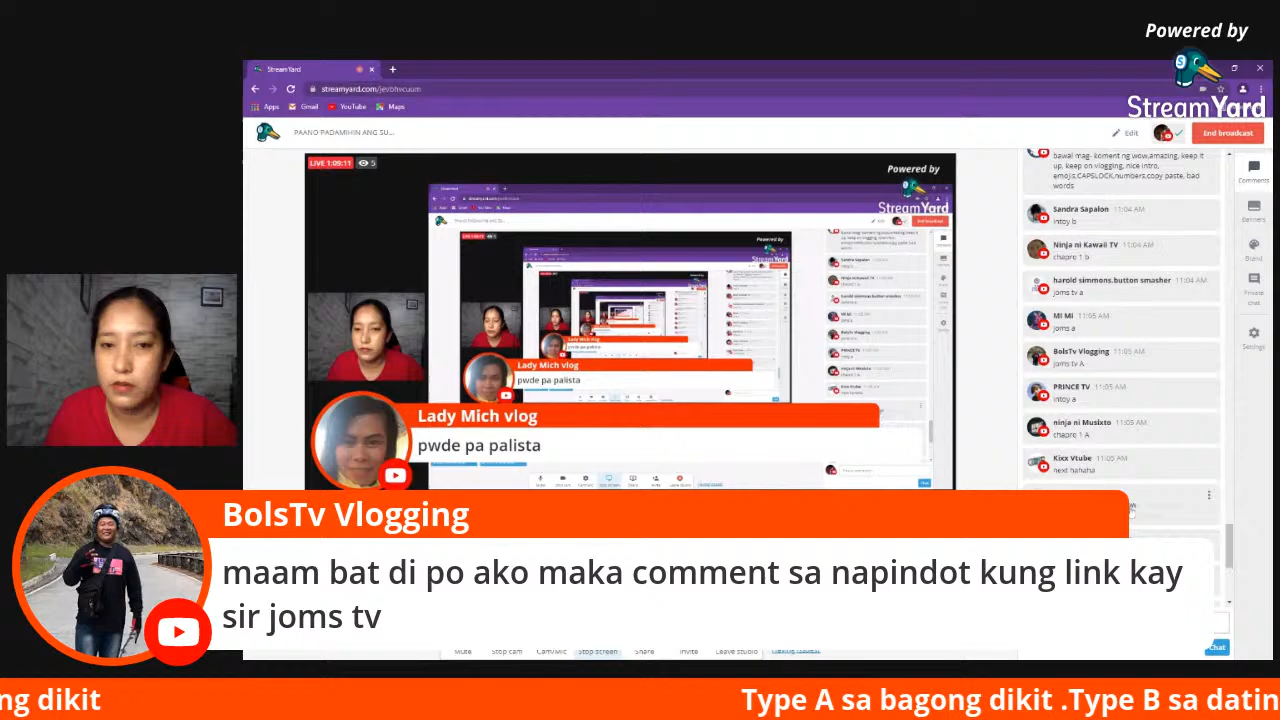 Powered by
StreamYard
StreamYard
streamyard.com/jevbhvcuum
Apps Gmail YouTube Maps
PAANO PADAMIHIN ANG SU...
Edit
End broadcast
LIVE 1:09:11 5
Powered by
StreamYard
bawal mag- koment ng wow,amazing, keep it
up, keep on vlogging, nice intro,
emojis,CAPSLOCK,numbers,copy paste, bad
words
Sandra Sapalon 11:04 AM
intoy b
Ninja ni Kawaii TV 11:04 AM
chapro 1 b
harold simmons.button smasher 11:04 AM
joms tv a
MI Mi 11:05 AM
joms a
BolsTv Vlogging 11:05 AM
joms tv A
PRINCE TV 11:05 AM
intoy a
ninja ni Musixto 11:05 AM
chapro 1 A
Kixx Vtube 11:05 AM
next hahaha
Comments
Banners
Brand
Private
chat
Settings
Lady Mich vlog
pwde pa palista
Lady Mich vlog
pwde pa palista
BolsTv Vlogging
maam bat di po ako maka comment sa napindot kung link kay
sir joms tv
Mute Stop cam Cam/Mic Stop screen Share Invite Leave studio
Chat
ng dikit
Type A sa bagong dikit .Type B sa datin